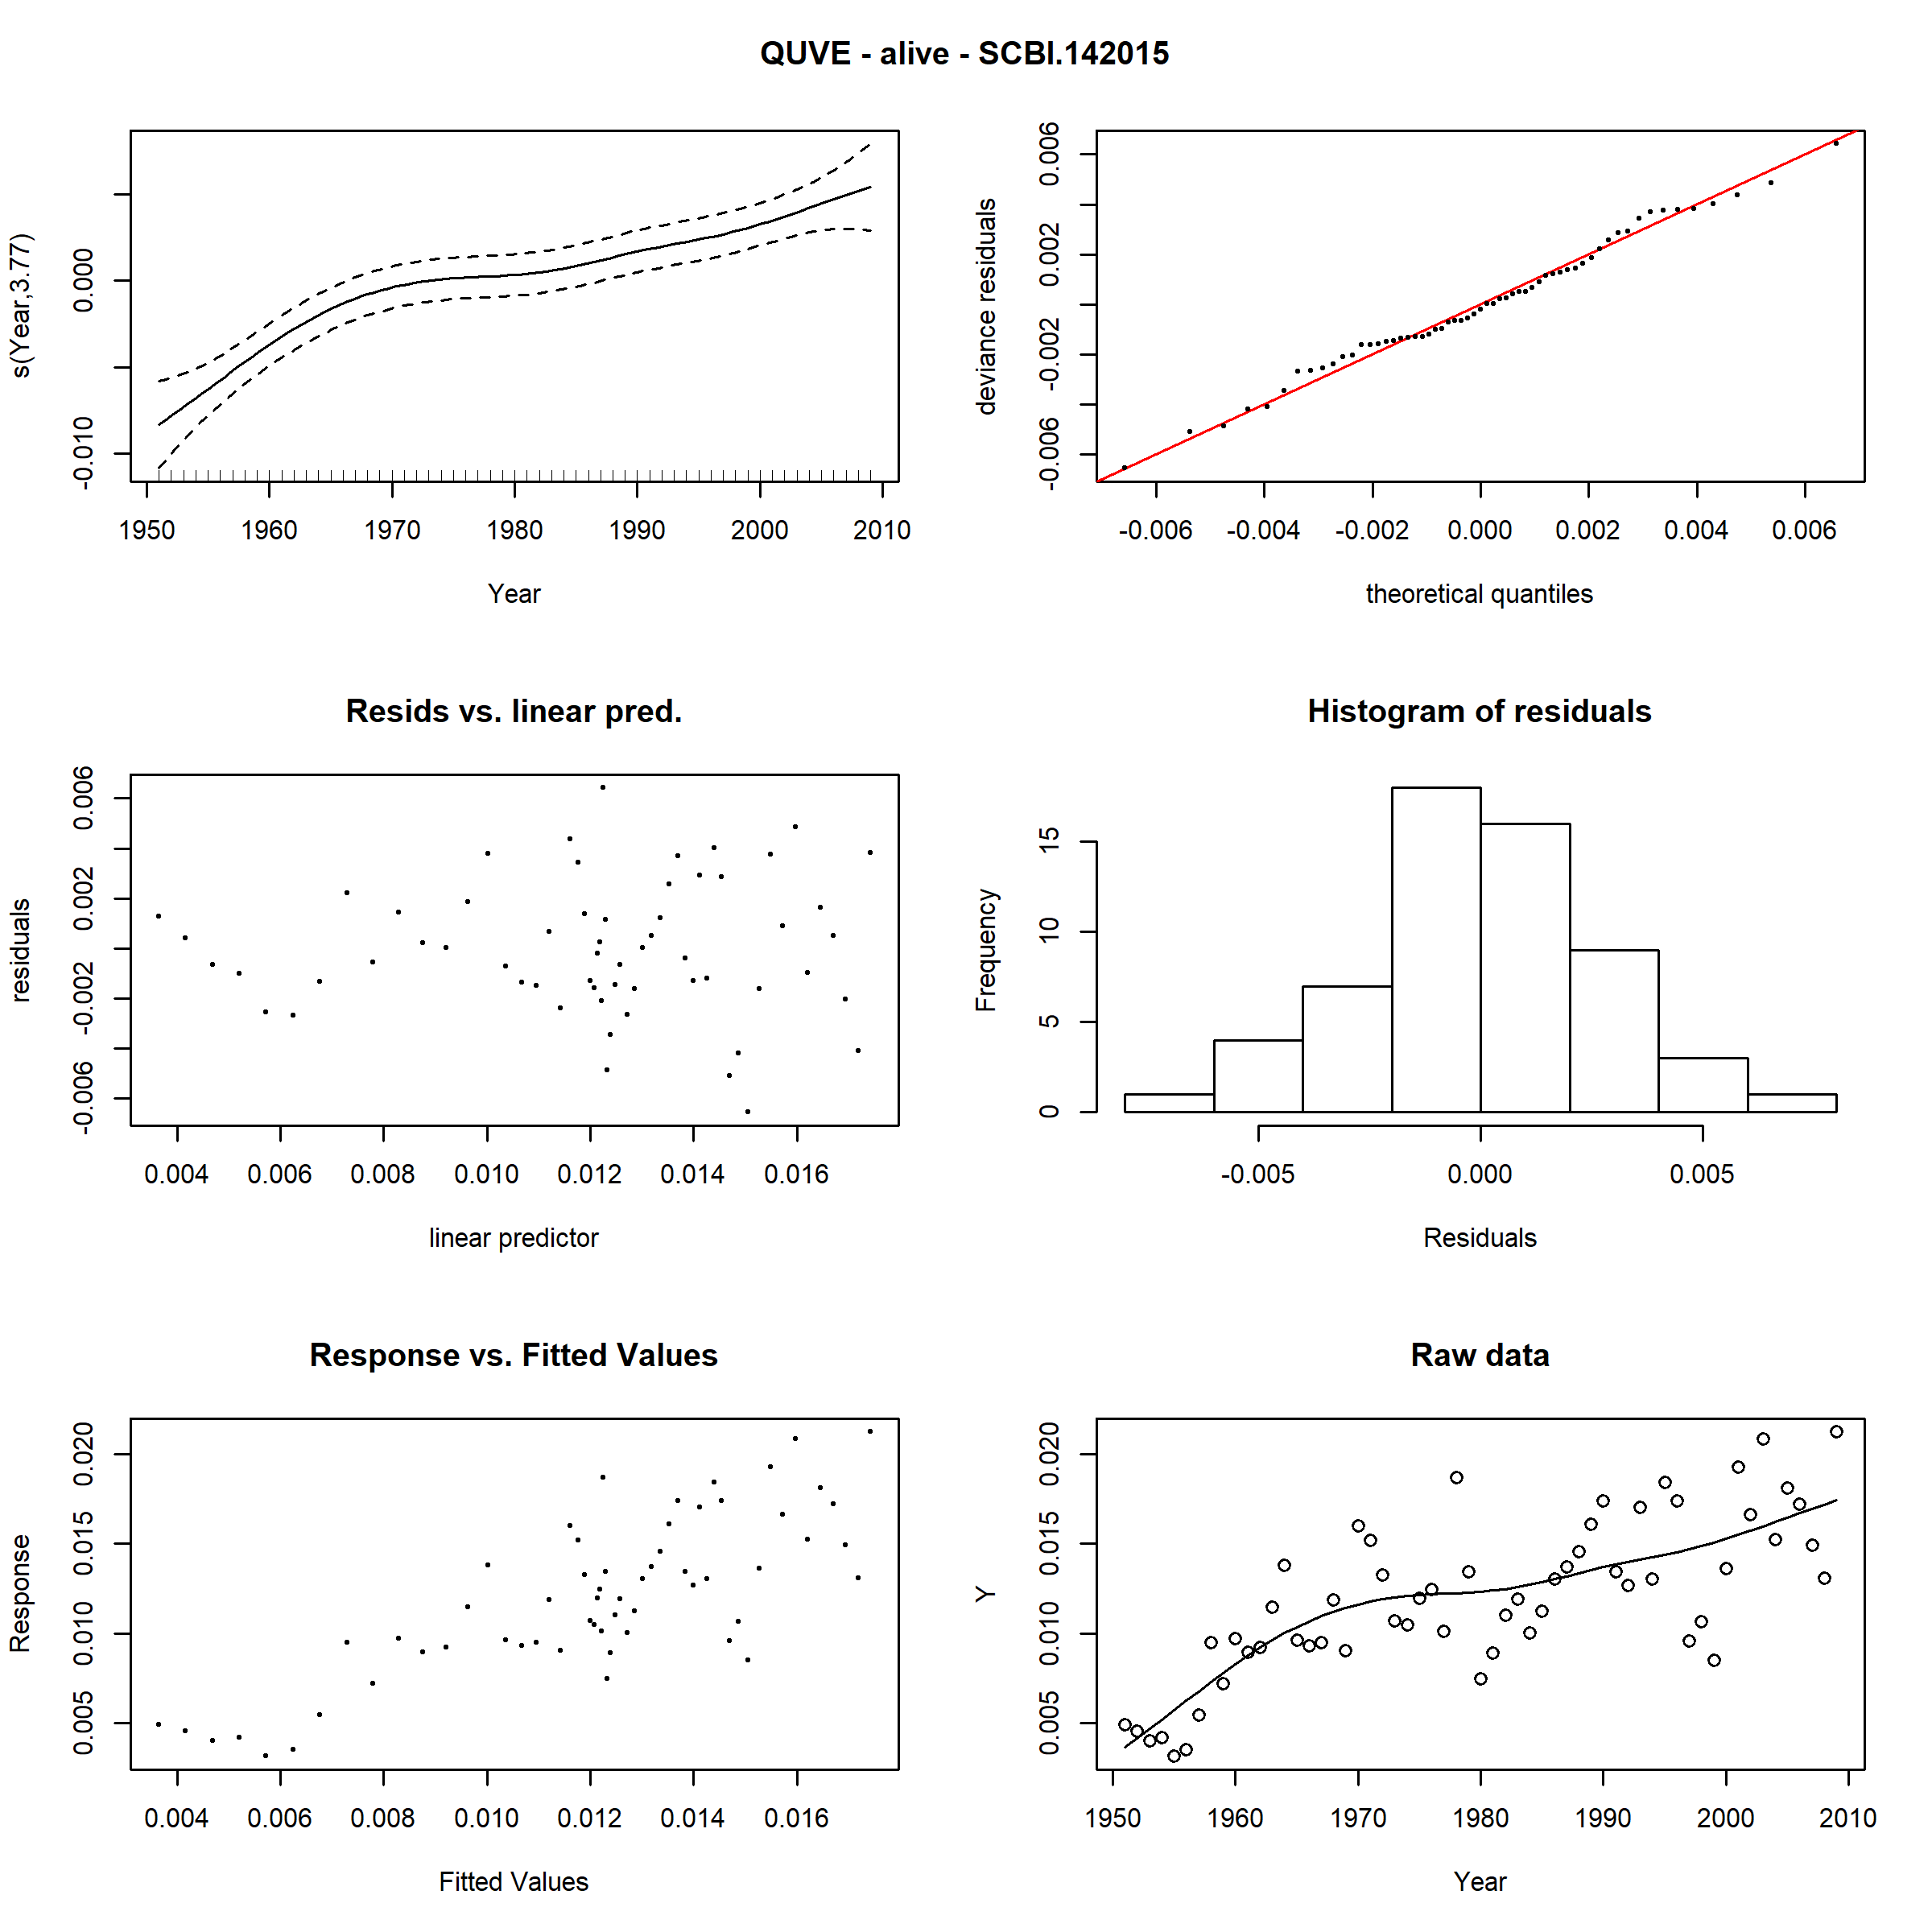 QUVE - alive - SCBI.142015
s(Year,3.77)
-0.010 0.000
1950 1960 1970 1980 1990 2000 2010
Year
deviance residuals
-0.006 -0.002 0.002 0.006
-0.006 -0.004 -0.002 0.000 0.002 0.004 0.006
theoretical quantiles
Resids vs. linear pred.
residuals
-0.006 -0.002 0.002 0.006
0.004 0.006 0.008 0.010 0.012 0.014 0.016
linear predictor
Histogram of residuals
Frequency
0 5 10 15
-0.005 0.000 0.005
Residuals
Response vs. Fitted Values
Response
0.005 0.010 0.015 0.020
0.004 0.006 0.008 0.010 0.012 0.014 0.016
Fitted Values
Raw data
Y
0.005 0.010 0.015 0.020
1950 1960 1970 1980 1990 2000 2010
Year